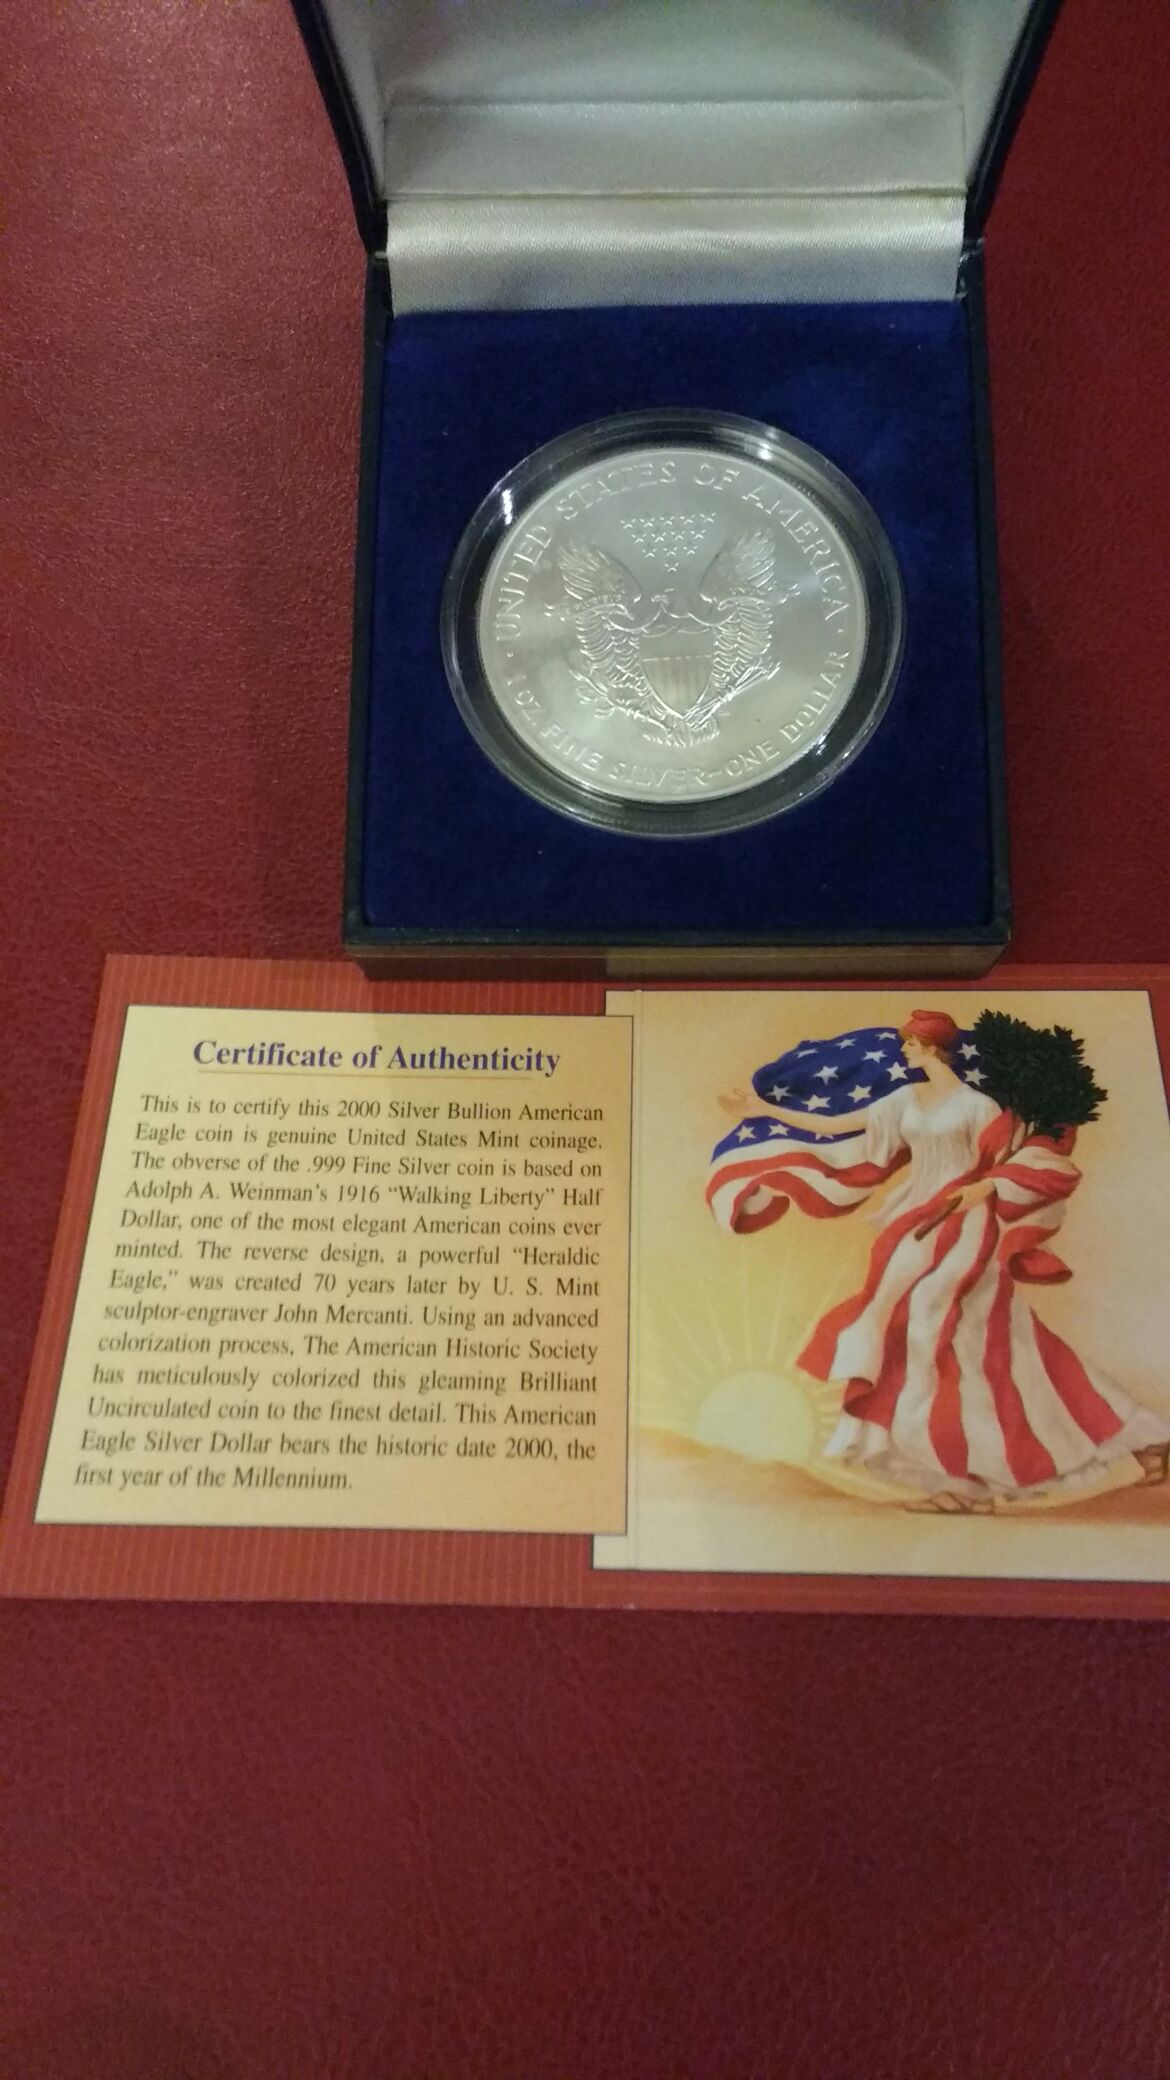 UNITED STATES OF AMERICA
1 OZ. FINE SILVER–ONE DOLLAR
Certificate of Authenticity
This is to certify this 2000 Silver Bullion American
Eagle coin is genuine United States Mint coinage.
The obverse of the .999 Fine Silver coin is based on
Adolph A. Weinman's 1916 “Walking Liberty” Half
Dollar, one of the most elegant American coins ever
minted. The reverse design, a powerful “Heraldic
Eagle,” was created 70 years later by U. S. Mint
sculptor-engraver John Mercanti. Using an advanced
colorization process, The American Historic Society
has meticulously colorized this gleaming Brilliant
Uncirculated coin to the finest detail. This American
Eagle Silver Dollar bears the historic date 2000, the
first year of the Millennium.